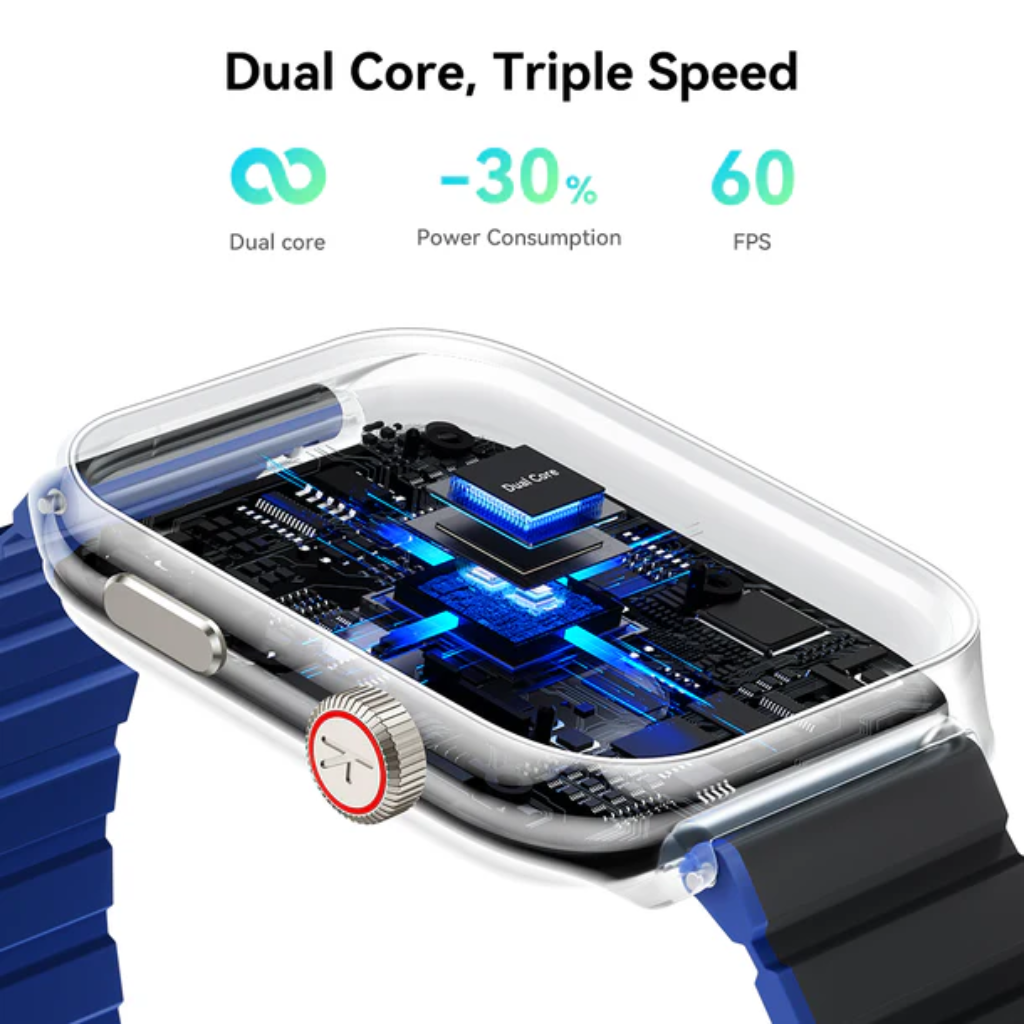 Dual Core, Triple Speed
-30%
60
Dual core
Power Consumption
FPS
Dual Core